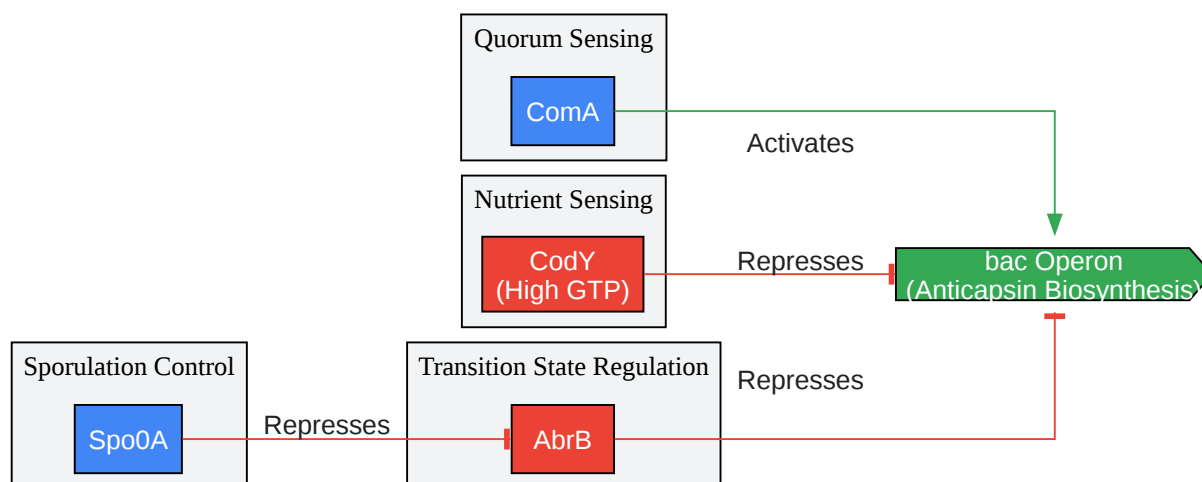 Quorum Sensing
ComA
Activates
Nutrient Sensing
CodY
(High GTP)
Represses
bac Operon
(Anticapsin Biosynthesis)
Sporulation Control
Spo0A
Represses
Transition State Regulation
AbrB
Represses